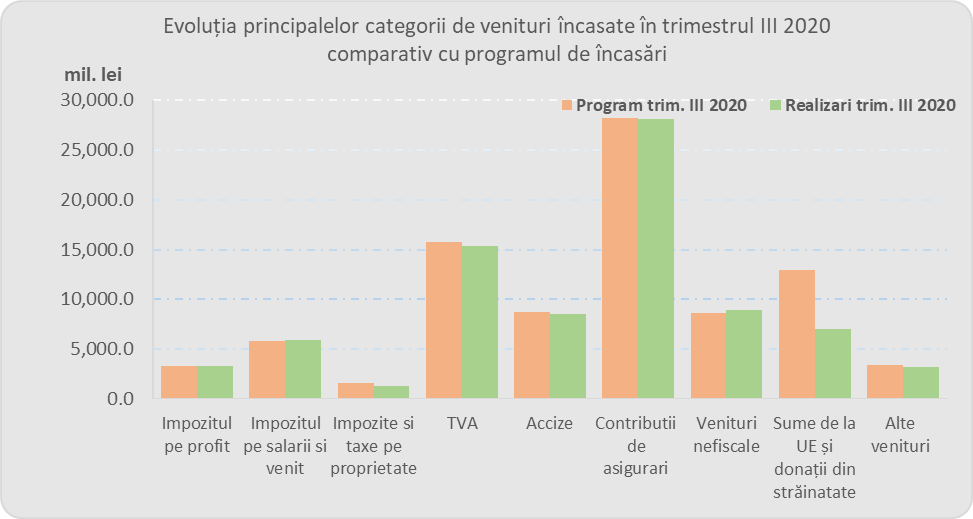 Evoluția principalelor categorii de venituri încasate în trimestrul III 2020
comparativ cu programul de încasări
mil. lei
Program trim. III 2020
Realizari trim. III 2020
30,000.0
25,000.0
20,000.0
15,000.0
10,000.0
5,000.0
0.0
Impozitul
pe profit
Impozitul
pe salarii si
venit
Impozite si
taxe pe
proprietate
TVA
Accize
Contributii
de
asigurari
Venituri
nefiscale
Sume de la
UE și
donații din
străinatate
Alte
venituri